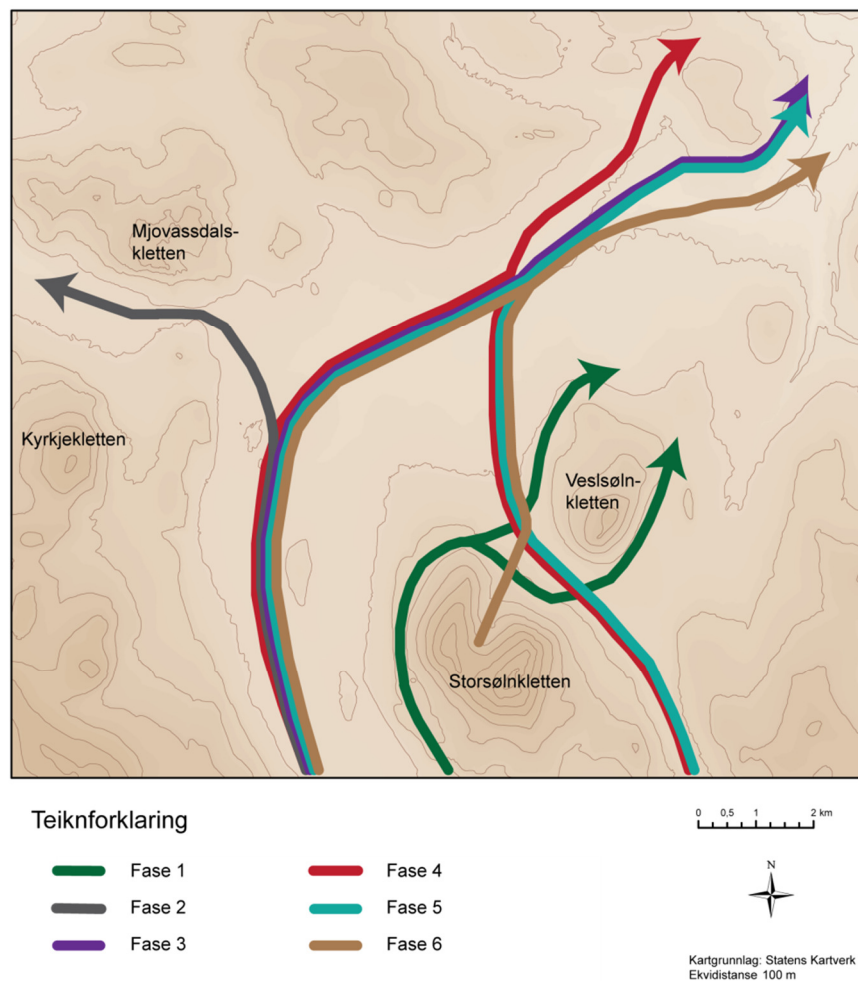 Mjovassdals-
kletten
Kyrkjekletten
Veslsøln-
kletten
Storsølnkletten
Teiknforklaring
0 0,5 1 2 km
Fase 1
Fase 4
Fase 2
Fase 5
Fase 3
Fase 6
N
Kartgrunnlag: Statens Kartverk
Ekvidistanse 100 m